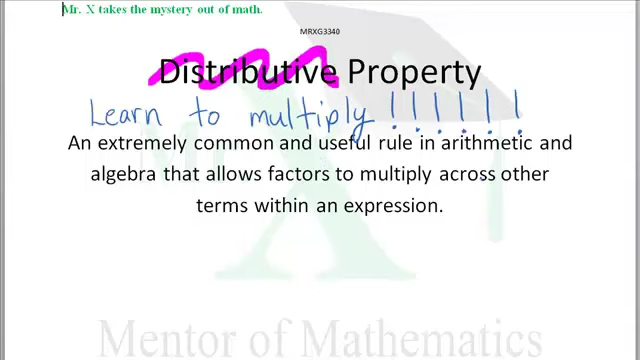 Mr. X takes the mystery out of math.
MRXG3340
Distributive Property
Learn to multiply ! ! ! ! ! !
An extremely common and useful rule in arithmetic and
algebra that allows factors to multiply across other
terms within an expression.
Mr
X
Mentor of Mathematics